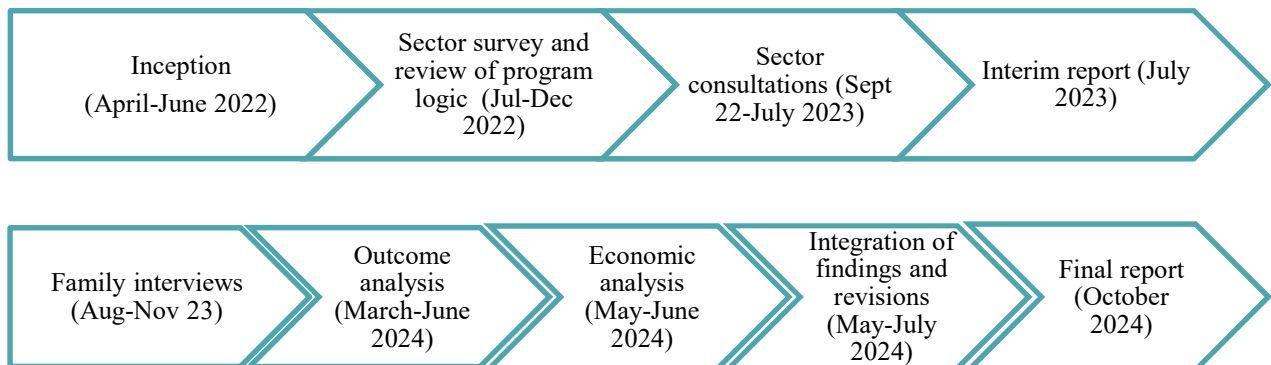 Inception
(April-June 2022)
Sector survey and
review of program
logic  (Jul-Dec
2022)
Sector
consultations (Sept
22-July 2023)
Interim report (July
2023)
Family interviews
(Aug-Nov 23)
Outcome
analysis
(March-June
2024)
Economic
analysis
(May-June
2024)
Integration of
findings and
revisions
(May-July
2024)
Final report
(October
2024)